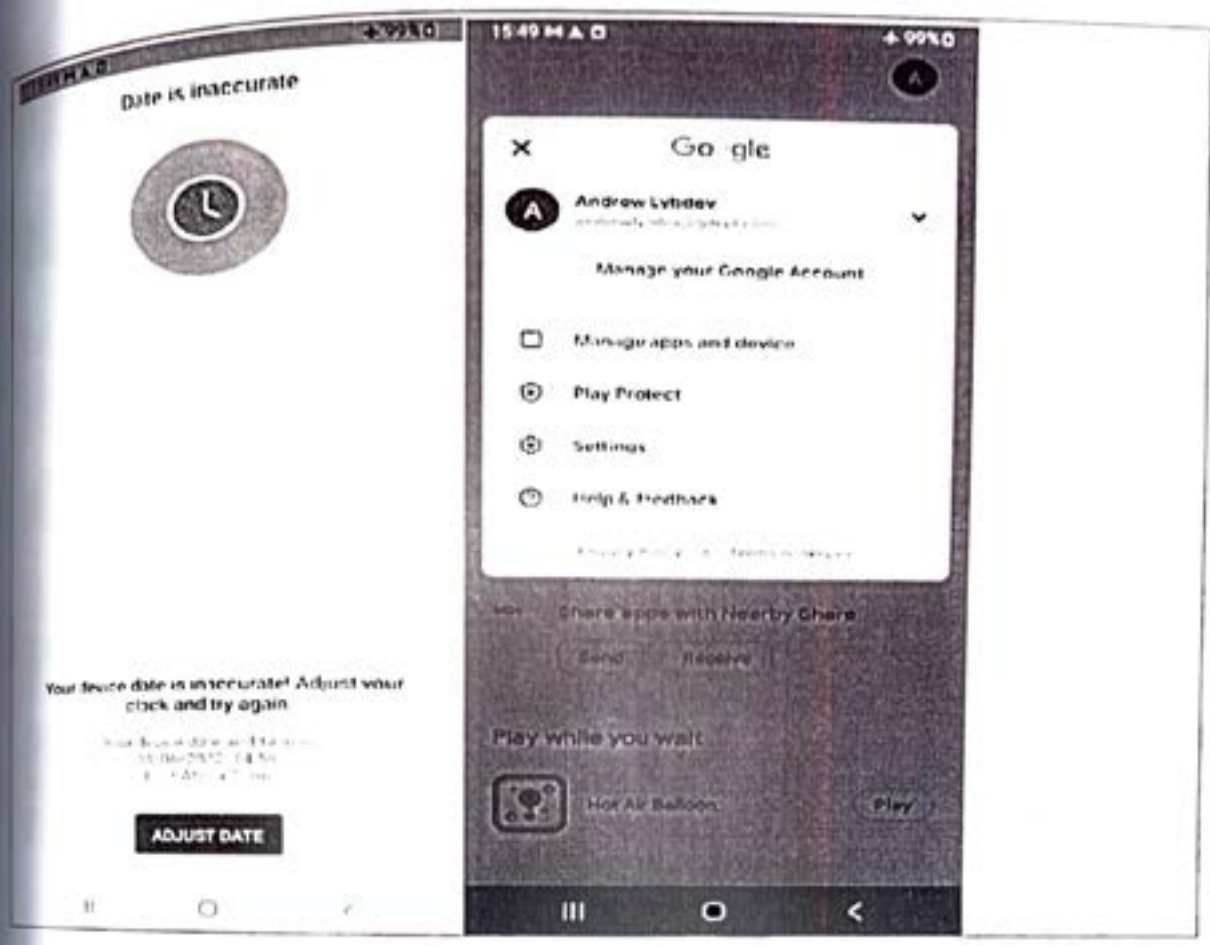 99%
Date is inaccurate
Your device date is inaccurate! Adjust your
clock and try again
ADJUST DATE
15:49
99%
A
Go gle
A
Andrew
Manage your Google Account
Manage apps and device
Play Protect
Settings
Help & feedback
Share apps with Nearby Share
Send Receive
Play while you wait
Hot Air Balloon
Play